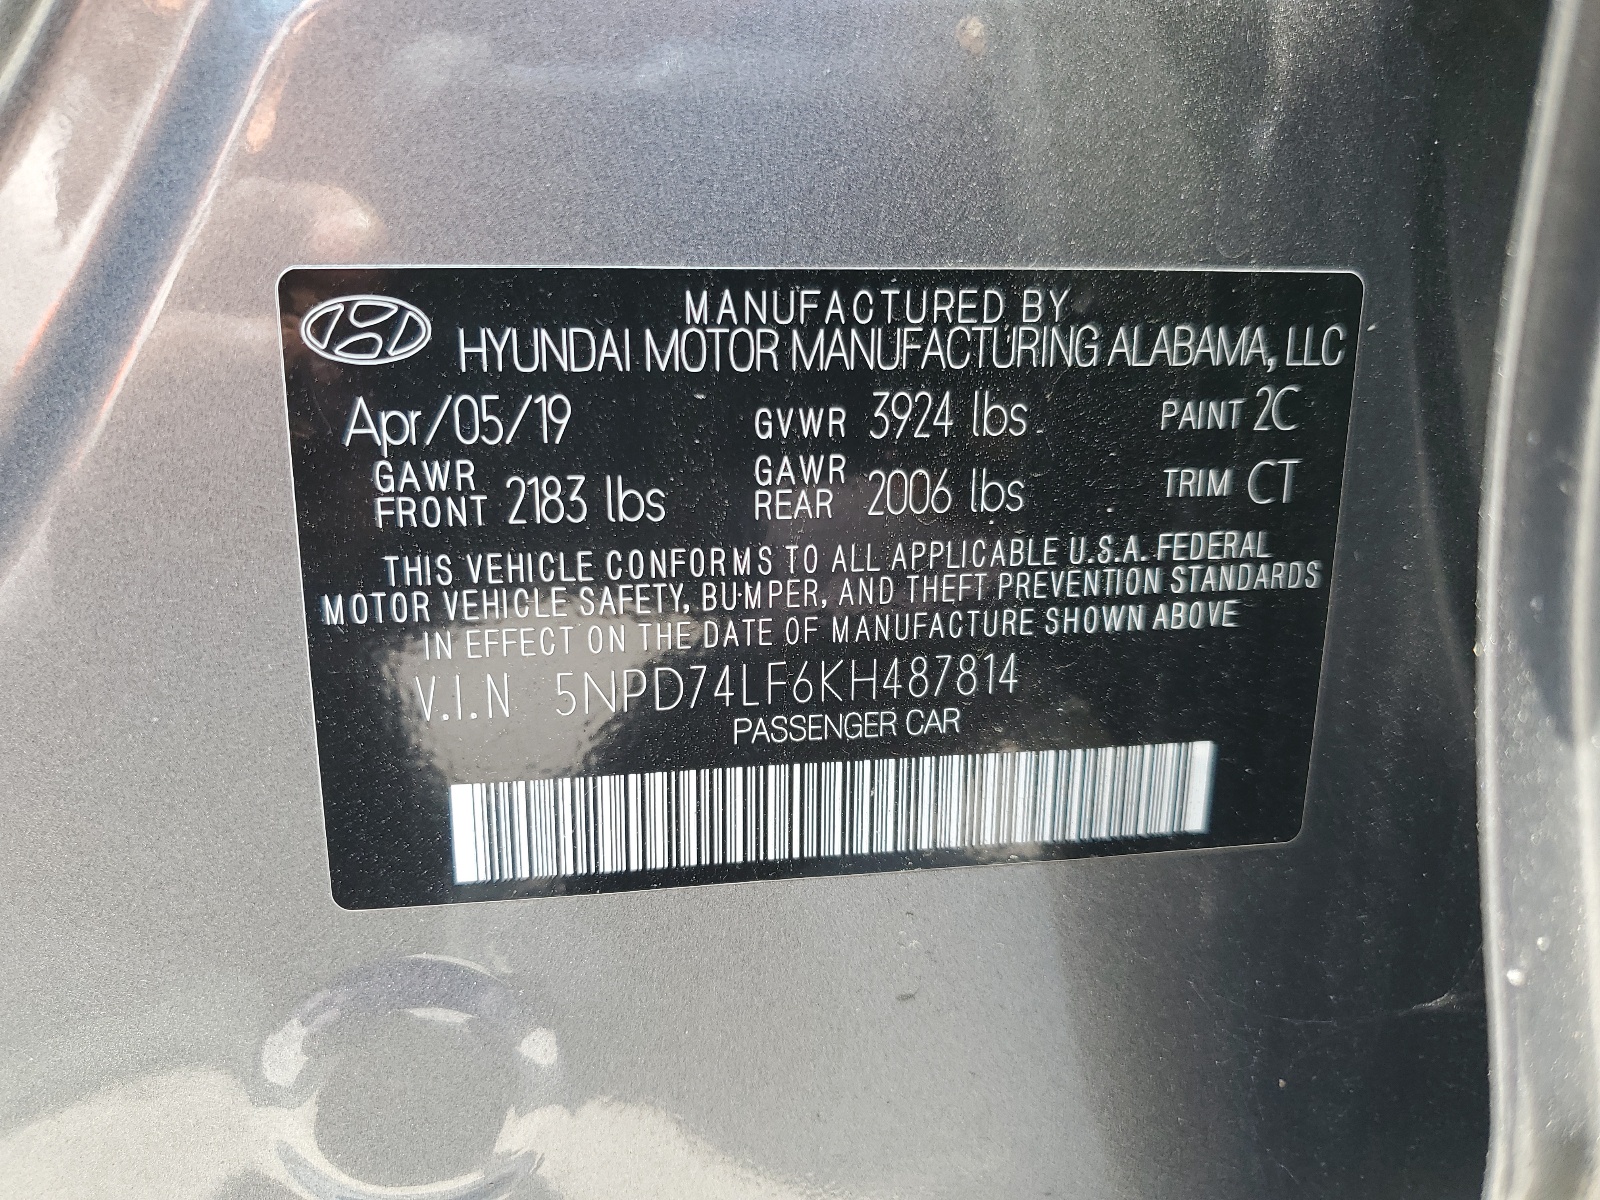 MANUFACTURED BY
HYUNDAI MOTOR MANUFACTURING ALABAMA, LLC
Apr/05/19 GVWR 3924 lbs PAINT 2C
GAWR FRONT 2183 lbs GAWR REAR 2006 lbs TRIM CT
THIS VEHICLE CONFORMS TO ALL APPLICABLE U.S.A. FEDERAL
MOTOR VEHICLE SAFETY, BUMPER, AND THEFT PREVENTION STANDARDS
IN EFFECT ON THE DATE OF MANUFACTURE SHOWN ABOVE
V.I.N 5NPD74LF6KH487814
PASSENGER CAR